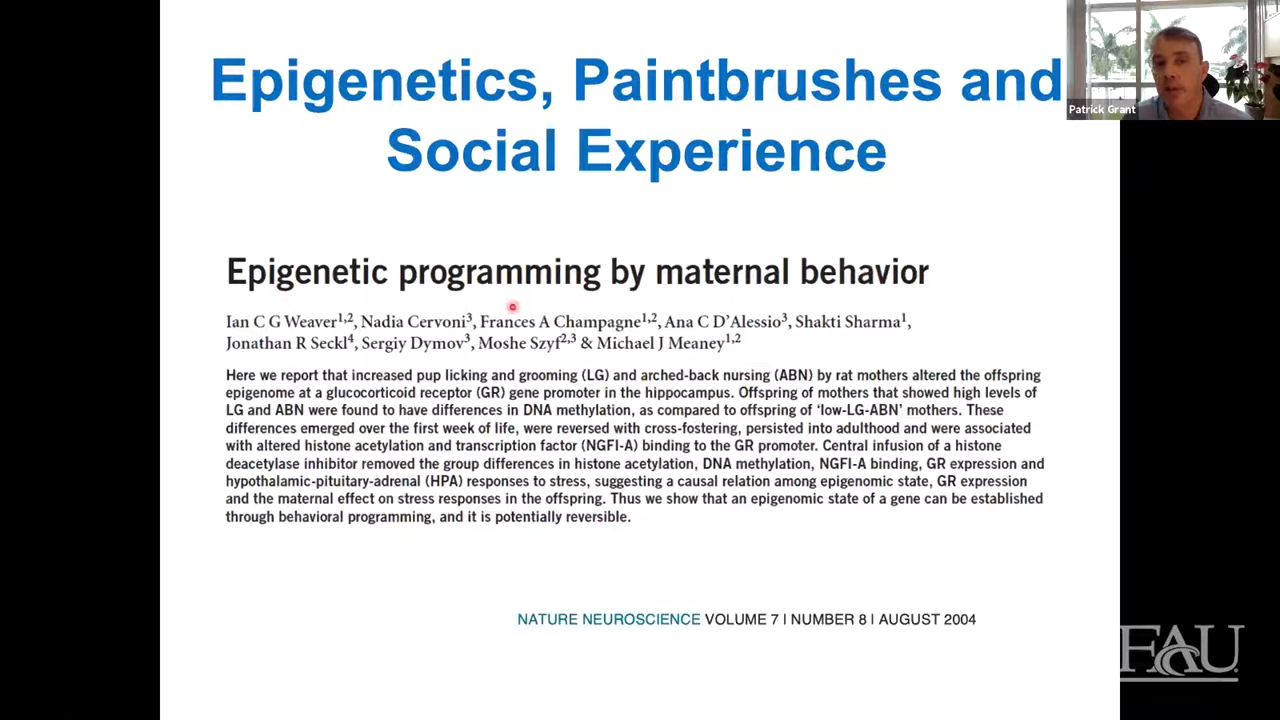 Epigenetics, Paintbrushes and
Social Experience
Patrick Grant
Epigenetic programming by maternal behavior
Ian C G Weaver1,2, Nadia Cervoni3, Frances A Champagne1,2, Ana C D’Alessio3, Shakti Sharma1,
Jonathan R Seckl4, Sergiy Dymov3, Moshe Szyf2,3 & Michael J Meaney1,2
Here we report that increased pup licking and grooming (LG) and arched-back nursing (ABN) by rat mothers altered the offspring
epigenome at a glucocorticoid receptor (GR) gene promoter in the hippocampus. Offspring of mothers that showed high levels of
LG and ABN were found to have differences in DNA methylation, as compared to offspring of ‘low-LG-ABN’ mothers. These
differences emerged over the first week of life, were reversed with cross-fostering, persisted into adulthood and were associated
with altered histone acetylation and transcription factor (NGFI-A) binding to the GR promoter. Central infusion of a histone
deacetylase inhibitor removed the group differences in histone acetylation, DNA methylation, NGFI-A binding, GR expression and
hypothalamic-pituitary-adrenal (HPA) responses to stress, suggesting a causal relation among epigenomic state, GR expression
and the maternal effect on stress responses in the offspring. Thus we show that an epigenomic state of a gene can be established
through behavioral programming, and it is potentially reversible.
NATURE NEUROSCIENCE VOLUME 7 | NUMBER 8 | AUGUST 2004
FAU